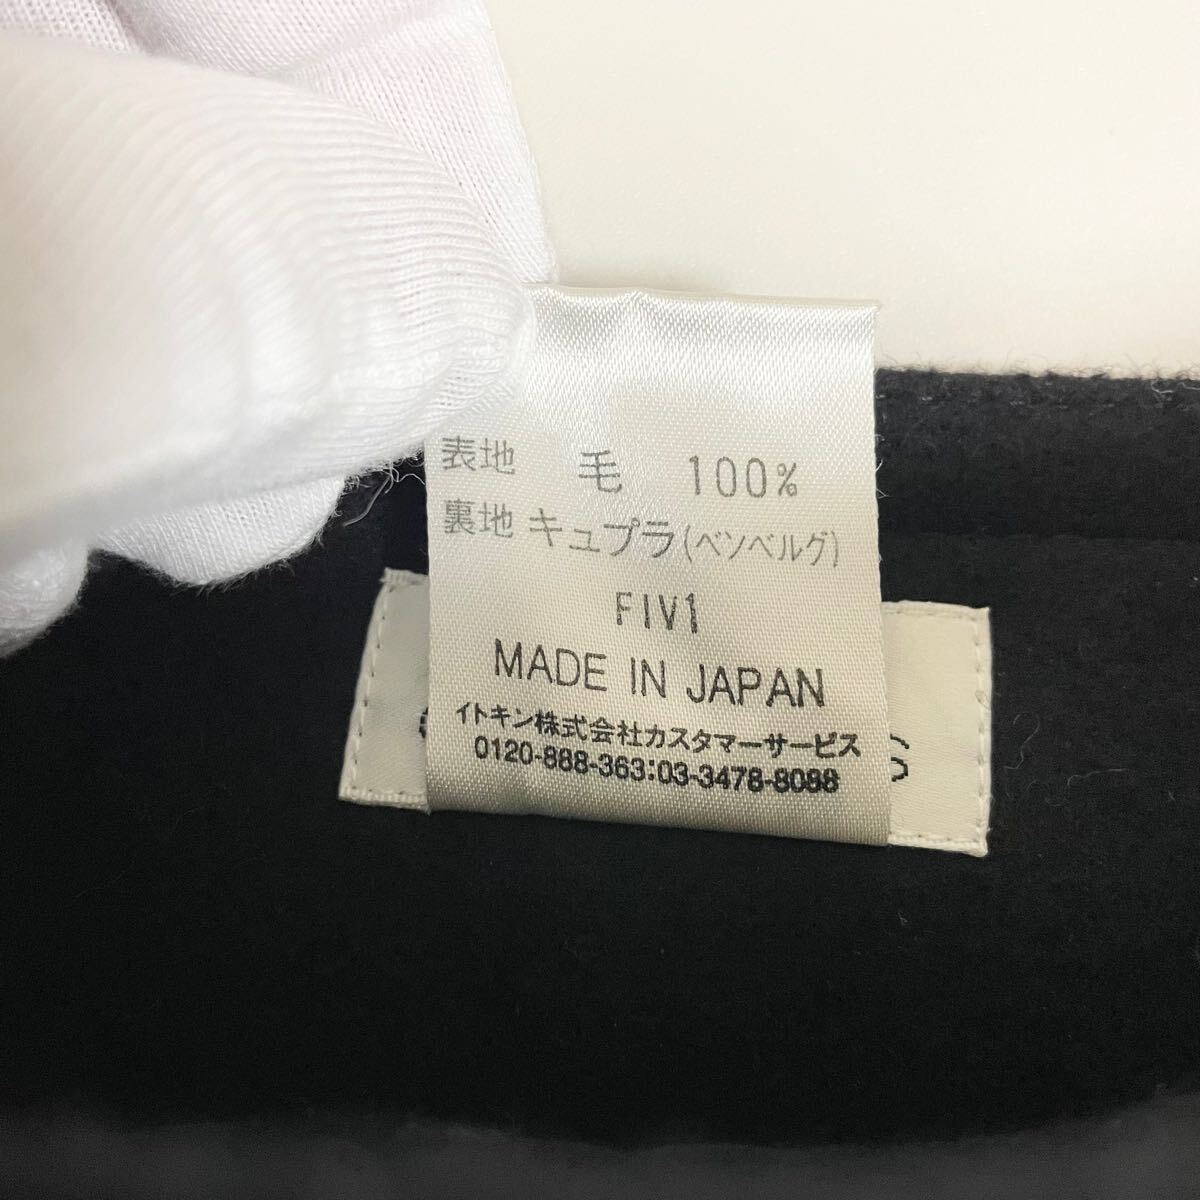 表地 毛 100%
裏地 キュプラ(ベンベルグ)
FIV1
MADE IN JAPAN
イトキン株式会社カスタマーサービス
0120-888-363:03-3478-8088